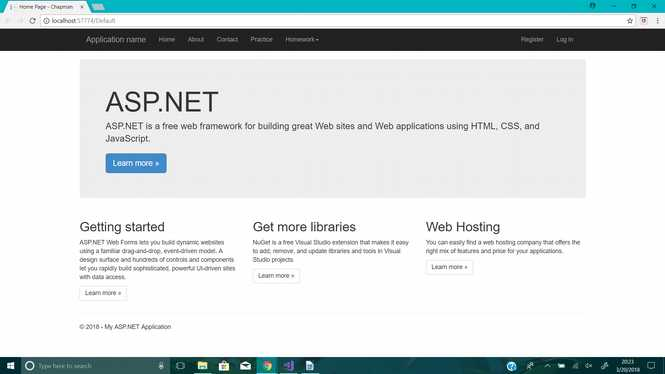 Home Page - Chapman
localhost:57774/Default
Application name Home About Contact Practice Homework Register Log in
ASP.NET
ASP.NET is a free web framework for building great Web sites and Web applications using HTML, CSS, and
JavaScript.
Learn more »
Getting started
ASP.NET Web Forms lets you build dynamic websites
using a familiar drag-and-drop, event-driven model. A
design surface and hundreds of controls and components
let you rapidly build sophisticated, powerful UI-driven sites
with data access.
Learn more »
Get more libraries
NuGet is a free Visual Studio extension that makes it easy
to add, remove, and update libraries and tools in Visual
Studio projects.
Learn more »
Web Hosting
You can easily find a web hosting company that offers the
right mix of features and price for your applications.
Learn more »
© 2018 - My ASP.NET Application
Type here to search
20:23
3/20/2018